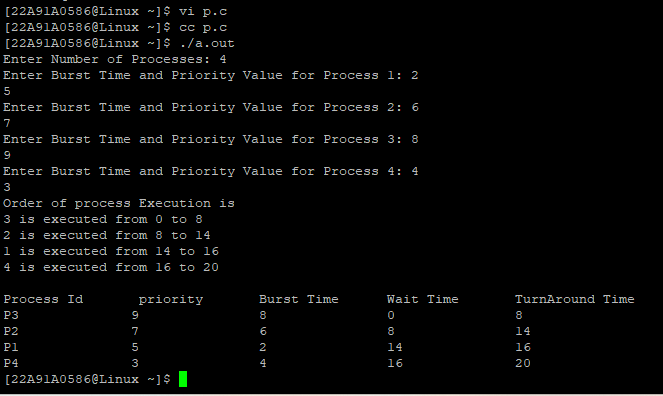 [22A91A0586@Linux ~]$ vi p.c
[22A91A0586@Linux ~]$ cc p.c
[22A91A0586@Linux ~]$ ./a.out
Enter Number of Processes: 4
Enter Burst Time and Priority Value for Process 1: 2
5
Enter Burst Time and Priority Value for Process 2: 6
7
Enter Burst Time and Priority Value for Process 3: 8
9
Enter Burst Time and Priority Value for Process 4: 4
3
Order of process Execution is
3 is executed from 0 to 8
2 is executed from 8 to 14
1 is executed from 14 to 16
4 is executed from 16 to 20
Process Id priority Burst Time Wait Time TurnAround Time
P3 9 8 0 8
P2 7 6 8 14
P1 5 2 14 16
P4 3 4 16 20
[22A91A0586@Linux ~]$